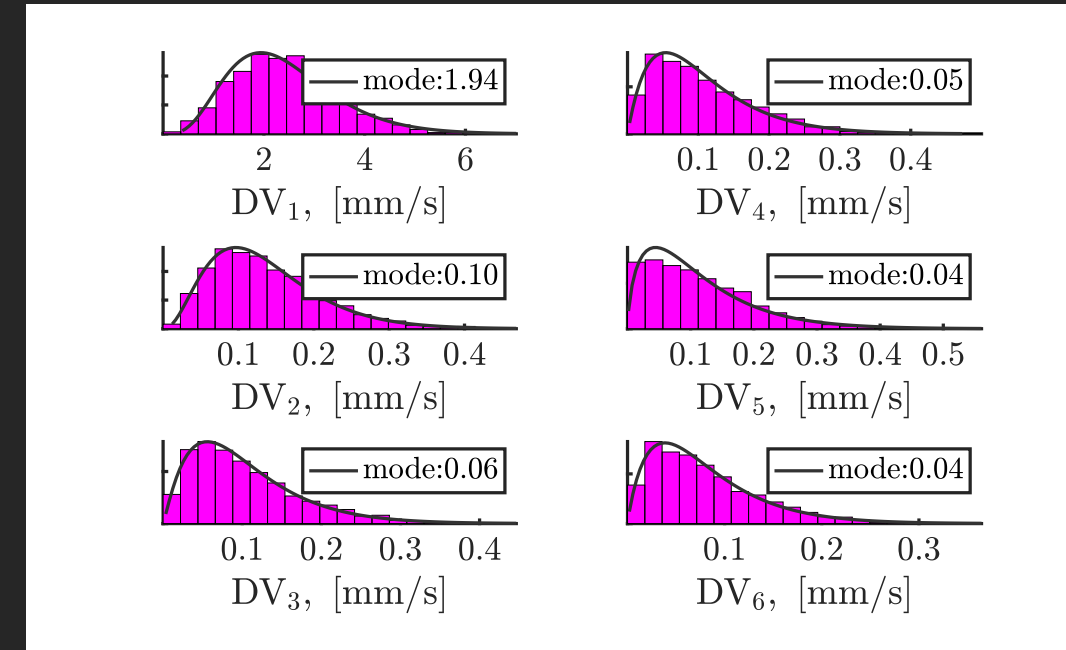 mode:1.94
2 4 6
DV₁, [mm/s]
mode:0.05
0.1 0.2 0.3 0.4
DV₄, [mm/s]
mode:0.10
0.1 0.2 0.3 0.4
DV₂, [mm/s]
mode:0.04
0.1 0.2 0.3 0.4 0.5
DV₅, [mm/s]
mode:0.06
0.1 0.2 0.3 0.4
DV₃, [mm/s]
mode:0.04
0.1 0.2 0.3
DV₆, [mm/s]